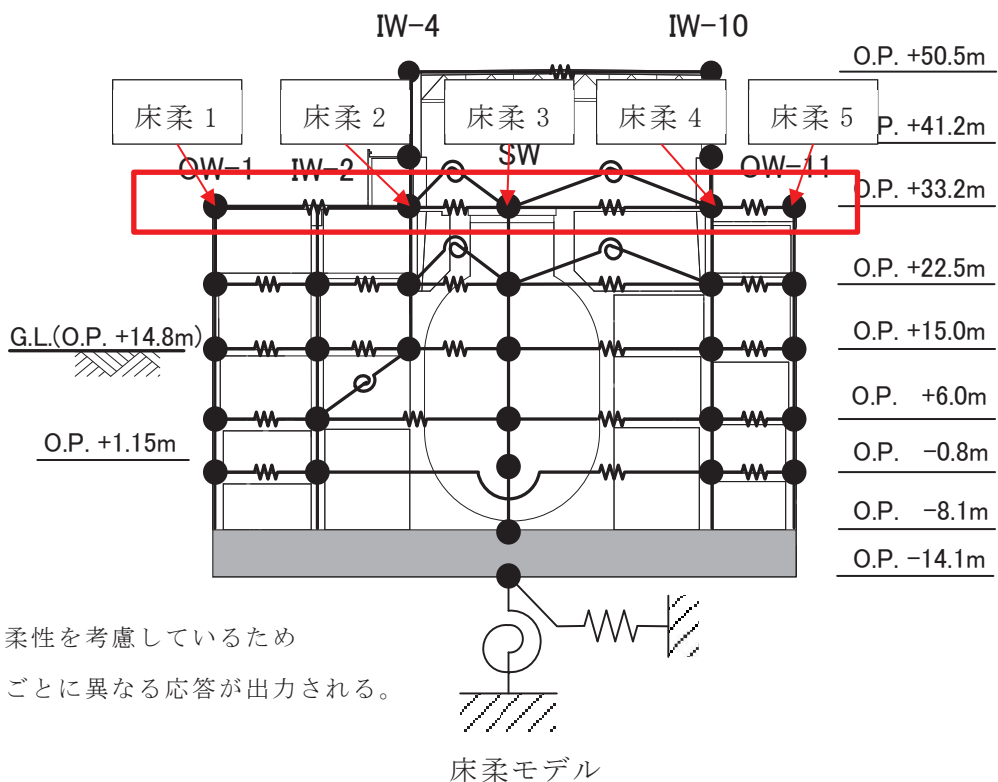 IW-4
IW-10
O.P. +50.5m
床柔1
床柔2
床柔3
床柔4
床柔5
P. +41.2m
OW-1
IW-2
SW
OW-11
O.P. +33.2m
O.P. +22.5m
G.L.(O.P. +14.8m)
O.P. +15.0m
O.P. +6.0m
O.P. +1.15m
O.P. -0.8m
O.P. -8.1m
O.P. -14.1m
柔性を考慮しているため
ごとに異なる応答が出力される。
床柔モデル